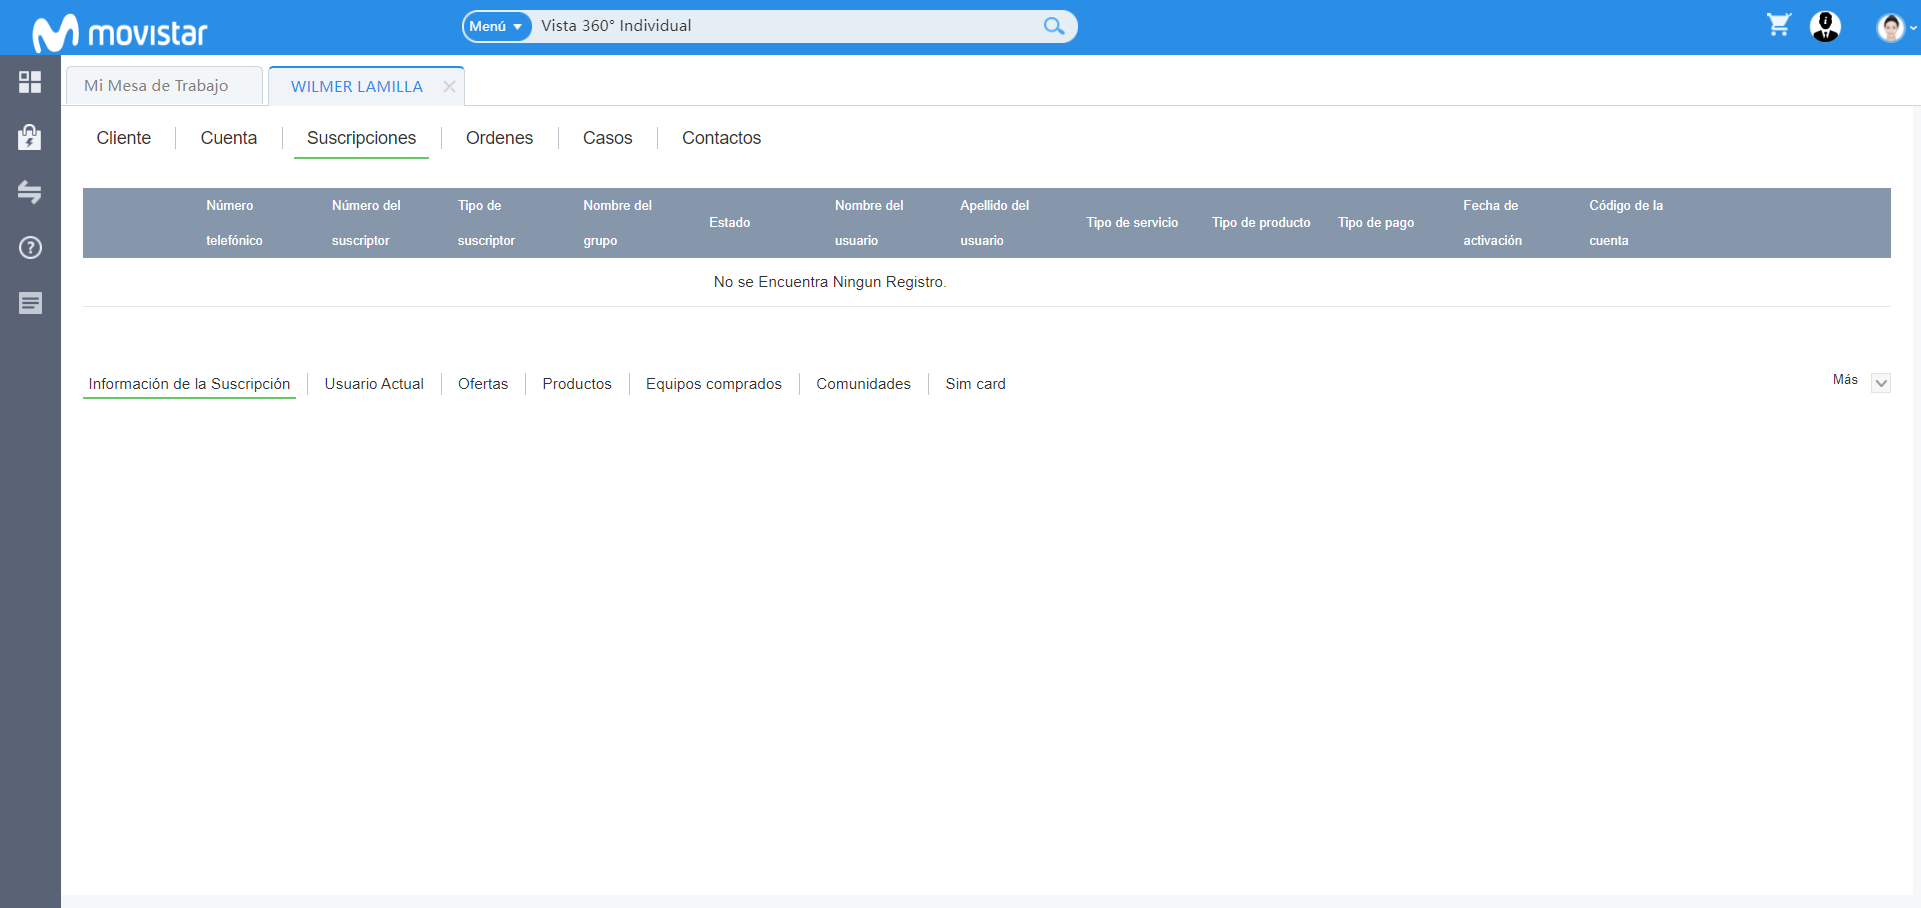 movistar
Menú
Vista 360° Individual
Mi Mesa de Trabajo
WILMER LAMILLA
Cliente
Cuenta
Suscripciones
Ordenes
Casos
Contactos
Número
telefónico
Número del
suscriptor
Tipo de
suscriptor
Nombre del
grupo
Estado
Nombre del
usuario
Apellido del
usuario
Tipo de servicio
Tipo de producto
Tipo de pago
Fecha de
activación
Código de la
cuenta
No se Encuentra Ningun Registro.
Información de la Suscripción
Usuario Actual
Ofertas
Productos
Equipos comprados
Comunidades
Sim card
Más